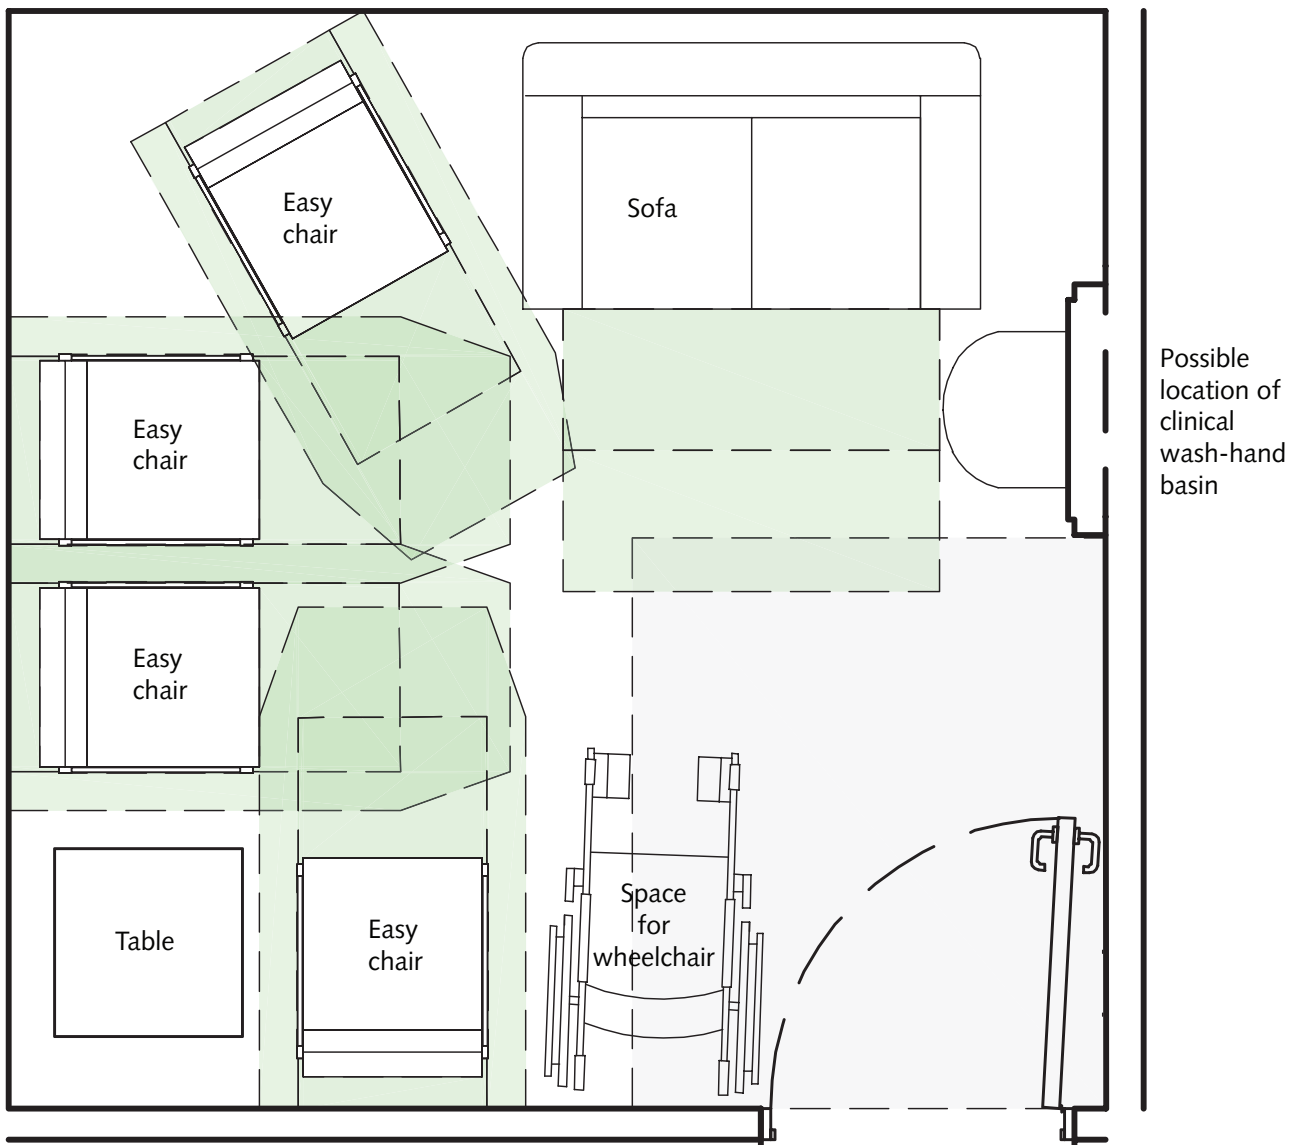 Easy
chair
Sofa
Possible
location of
clinical
wash-hand
basin
Easy
chair
Easy
chair
Table
Easy
chair
Space
for
wheelchair